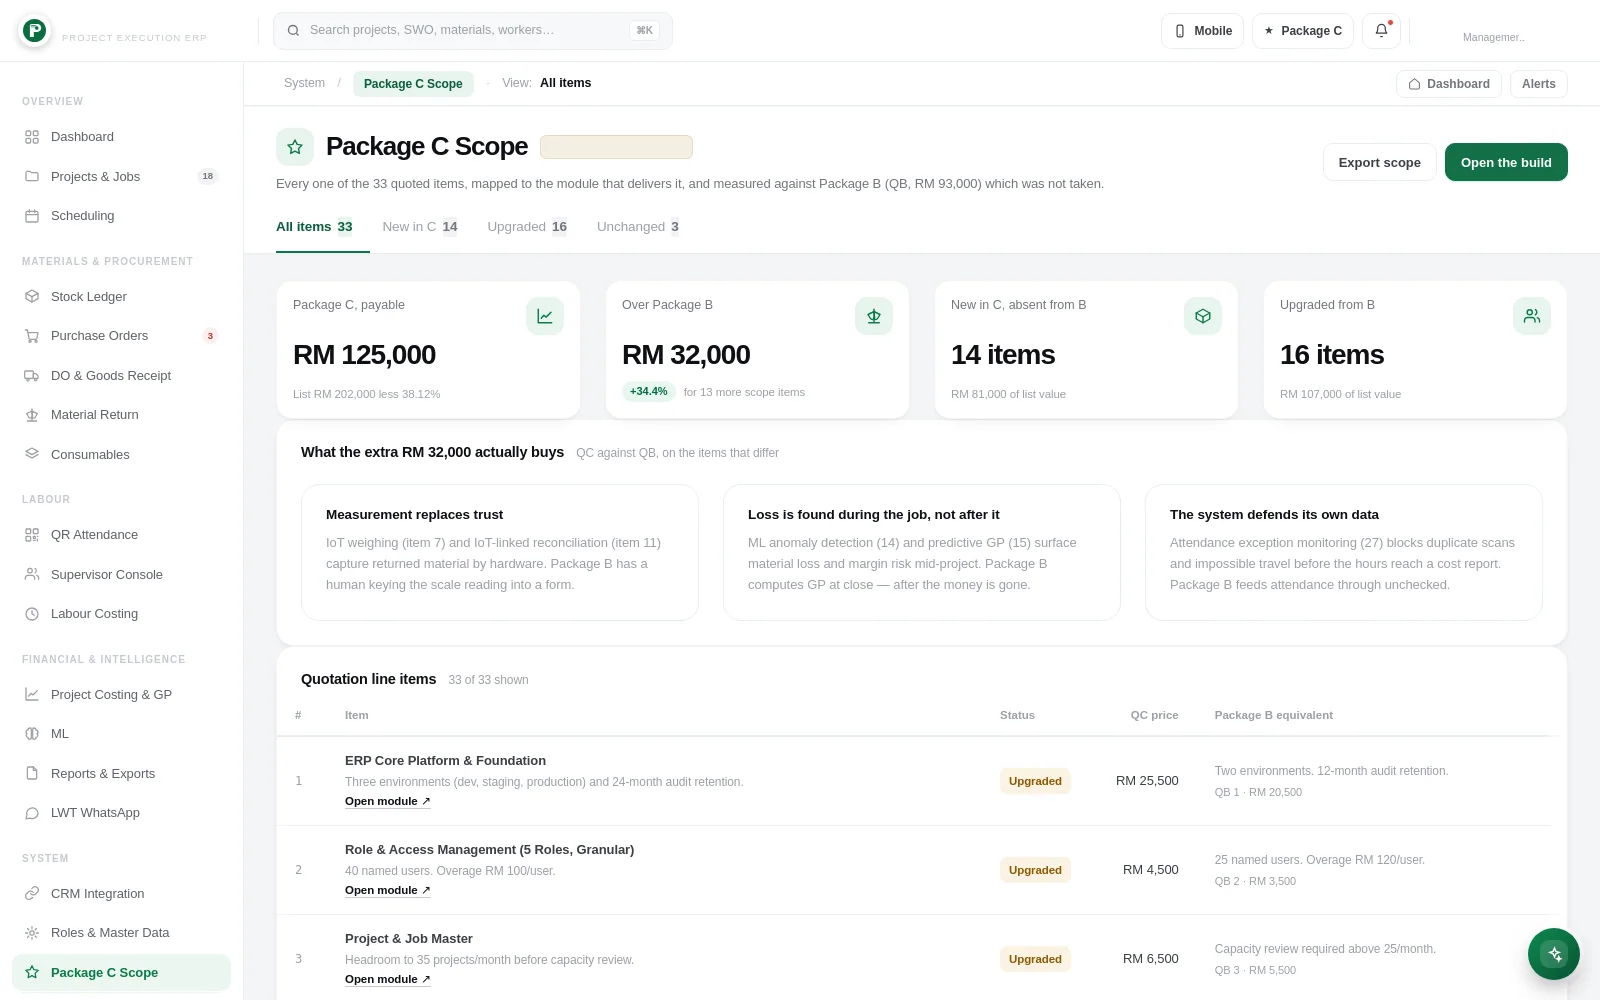 PROJECT EXECUTION ERP
Search projects, SWO, materials, workers…
⌘K
Mobile
★ Package C
Managemer..
System / Package C Scope · View: All items
Dashboard
Alerts
OVERVIEW
Dashboard
Projects & Jobs 18
Scheduling
MATERIALS & PROCUREMENT
Stock Ledger
Purchase Orders 3
DO & Goods Receipt
Material Return
Consumables
LABOUR
QR Attendance
Supervisor Console
Labour Costing
FINANCIAL & INTELLIGENCE
Project Costing & GP
ML
Reports & Exports
LWT WhatsApp
SYSTEM
CRM Integration
Roles & Master Data
Package C Scope
Package C Scope
Every one of the 33 quoted items, mapped to the module that delivers it, and measured against Package B (QB, RM 93,000) which was not taken.
Export scope
Open the build
All items 33
New in C 14
Upgraded 16
Unchanged 3
Package C, payable
RM 125,000
List RM 202,000 less 38.12%
Over Package B
RM 32,000
+34.4% for 13 more scope items
New in C, absent from B
14 items
RM 81,000 of list value
Upgraded from B
16 items
RM 107,000 of list value
What the extra RM 32,000 actually buys QC against QB, on the items that differ
Measurement replaces trust
IoT weighing (item 7) and IoT-linked reconciliation (item 11)
capture returned material by hardware. Package B has a
human keying the scale reading into a form.
Loss is found during the job, not after it
ML anomaly detection (14) and predictive GP (15) surface
material loss and margin risk mid-project. Package B
computes GP at close — after the money is gone.
The system defends its own data
Attendance exception monitoring (27) blocks duplicate scans
and impossible travel before the hours reach a cost report.
Package B feeds attendance through unchecked.
Quotation line items 33 of 33 shown
# Item Status QC price Package B equivalent
1
ERP Core Platform & Foundation
Three environments (dev, staging, production) and 24-month audit retention.
Open module ↗
Upgraded
RM 25,500
Two environments. 12-month audit retention.
QB 1 · RM 20,500
2
Role & Access Management (5 Roles, Granular)
40 named users. Overage RM 100/user.
Open module ↗
Upgraded
RM 4,500
25 named users. Overage RM 120/user.
QB 2 · RM 3,500
3
Project & Job Master
Headroom to 35 projects/month before capacity review.
Open module ↗
Upgraded
RM 6,500
Capacity review required above 25/month.
QB 3 · RM 5,500